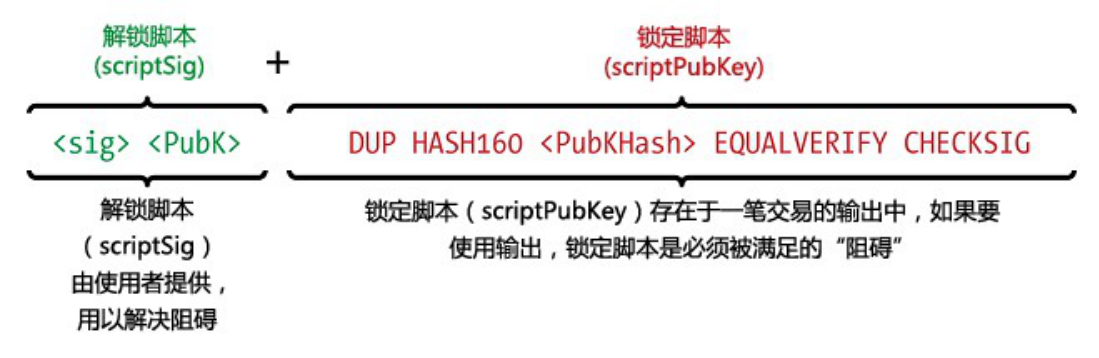 解锁脚本
(scriptSig)
+
锁定脚本
(scriptPubKey)
<sig> <PubK>
DUP HASH160 <PubKHash> EQUALVERIFY CHECKSIG
解锁脚本
（scriptSig）
由使用者提供，
用以解决阻碍
锁定脚本（scriptPubKey）存在于一笔交易的输出中，如果要
使用输出，锁定脚本是必须被满足的“阻碍”